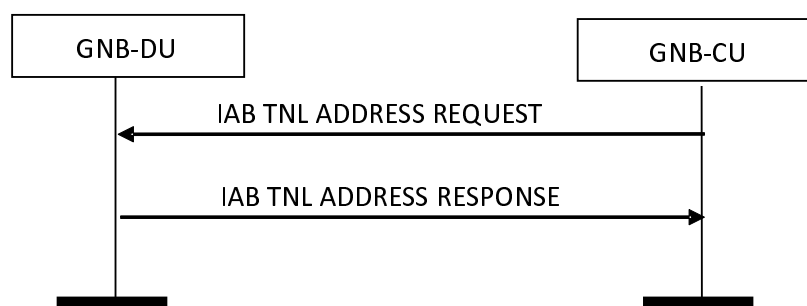 GNB-DU
GNB-CU
IAB TNL ADDRESS REQUEST
IAB TNL ADDRESS RESPONSE